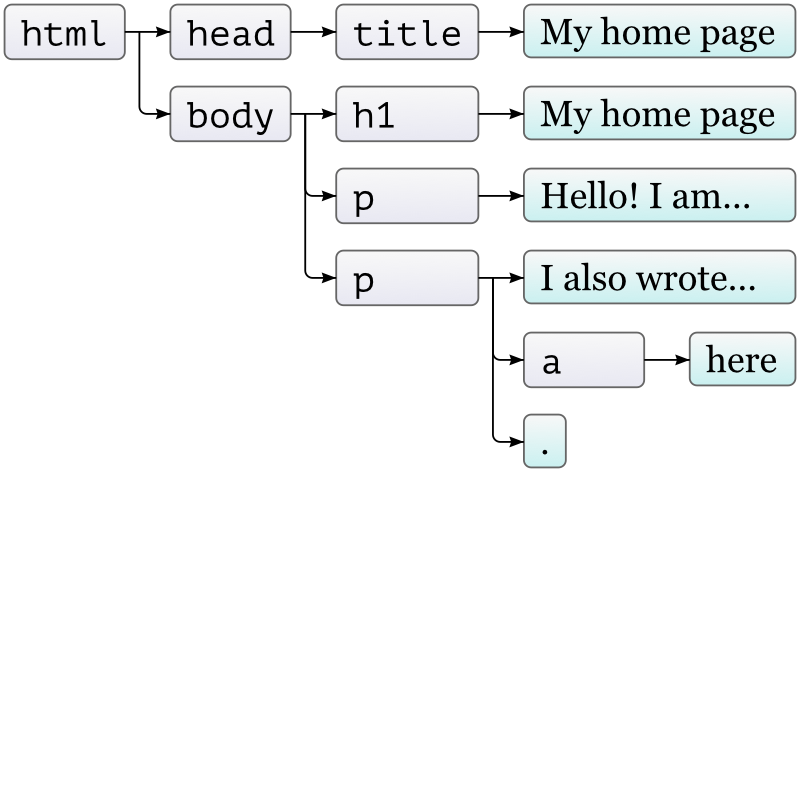 html head title My home page
body h1 My home page
p Hello! I am...
p I also wrote...
a here
.